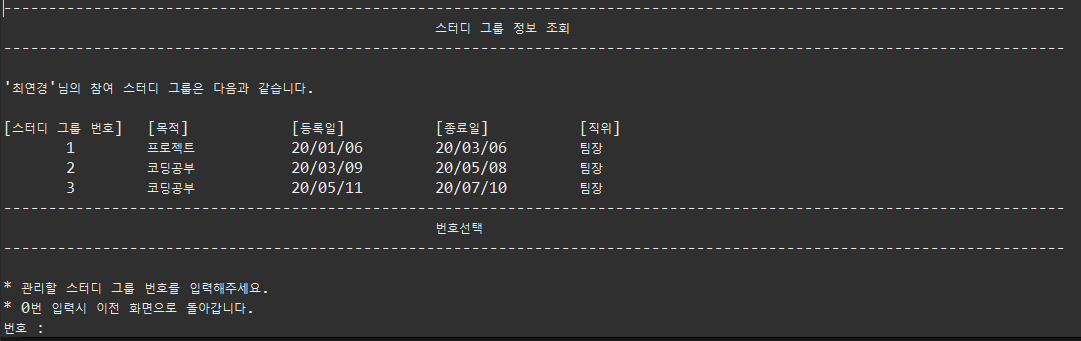 스터디 그룹 정보 조회
'최연경'님의 참여 스터디 그룹은 다음과 같습니다.
[스터디 그룹 번호] [목적] [등록일] [종료일] [직위]
1 프로젝트 20/01/06 20/03/06 팀장
2 코딩공부 20/03/09 20/05/08 팀장
3 코딩공부 20/05/11 20/07/10 팀장
번호선택
* 관리할 스터디 그룹 번호를 입력해주세요.
* 0번 입력시 이전 화면으로 돌아갑니다.
번호 :